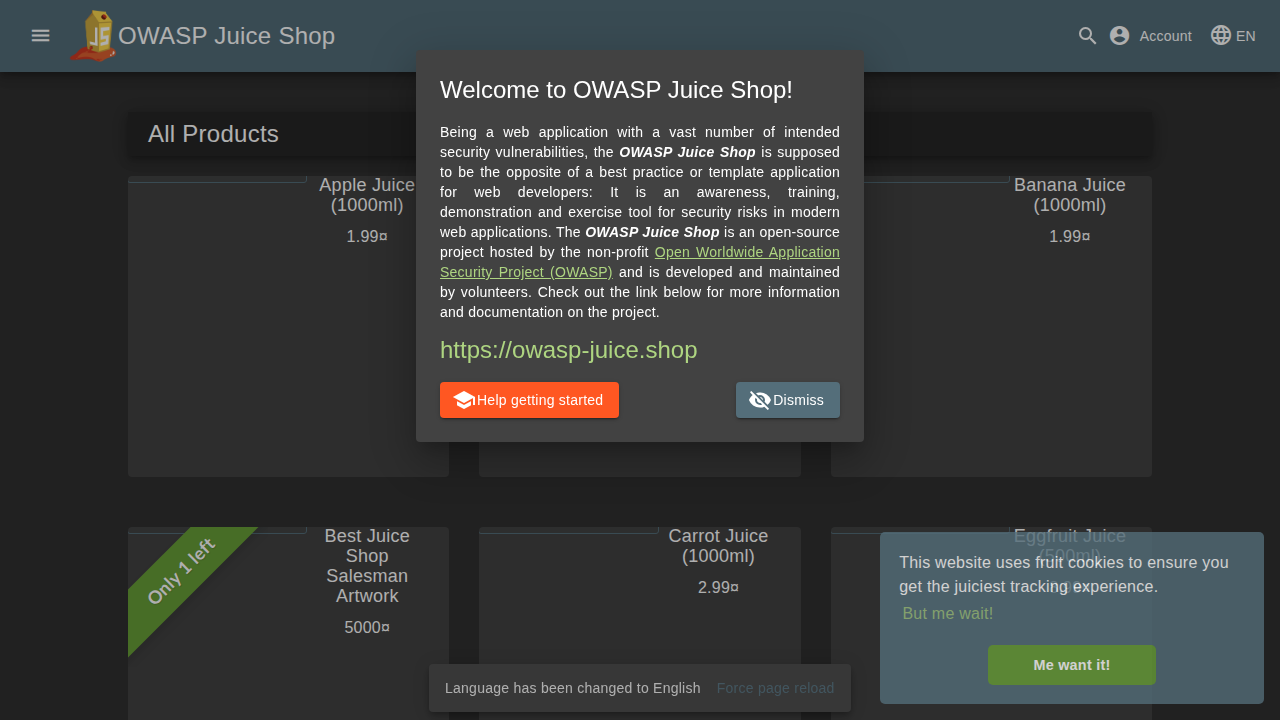 OWASP Juice Shop
Account
EN
Welcome to OWASP Juice Shop!
Being a web application with a vast number of intended
security vulnerabilities, the OWASP Juice Shop is supposed
to be the opposite of a best practice or template application
for web developers: It is an awareness, training,
demonstration and exercise tool for security risks in modern
web applications. The OWASP Juice Shop is an open-source
project hosted by the non-profit Open Worldwide Application
Security Project (OWASP) and is developed and maintained
by volunteers. Check out the link below for more information
and documentation on the project.
https://owasp-juice.shop
Help getting started
Dismiss
All Products
Apple Juice
(1000ml)
1.99¤
Banana Juice
(1000ml)
1.99¤
Only 1 left
Best Juice
Shop
Salesman
Artwork
5000¤
Carrot Juice
(1000ml)
2.99¤
Eggfruit Juice
(500ml)
This website uses fruit cookies to ensure you
get the juiciest tracking experience.
But me wait!
Me want it!
Language has been changed to English
Force page reload